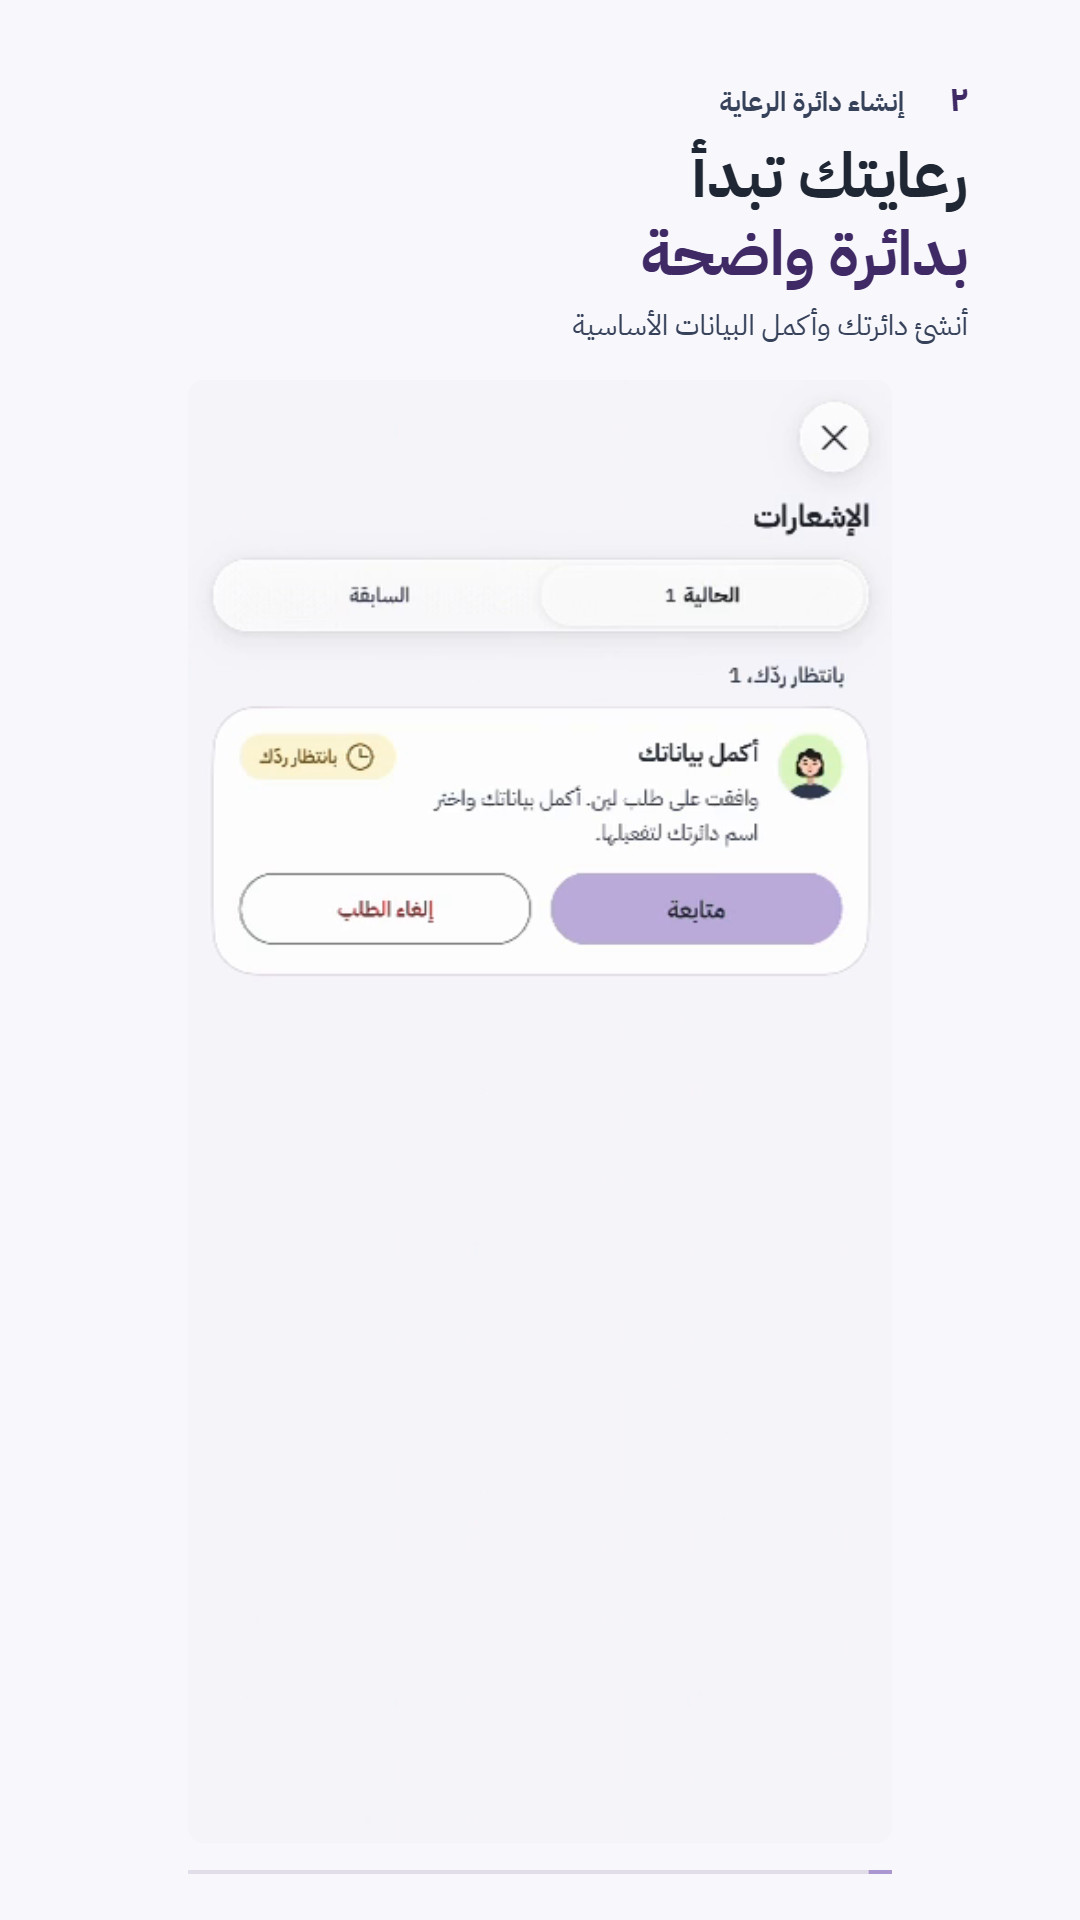 ٢ إنشاء دائرة الرعاية
رعايتك تبدأ
بدائرة واضحة
أنشئ دائرتك وأكمل البيانات الأساسية
الإشعارات
الحالية 1
السابقة
بانتظار ردّك، 1
أكمل بياناتك
بانتظار ردّك
وافقت على طلب لين. أكمل بياناتك واختر
اسم دائرتك لتفعيلها.
متابعة
إلغاء الطلب